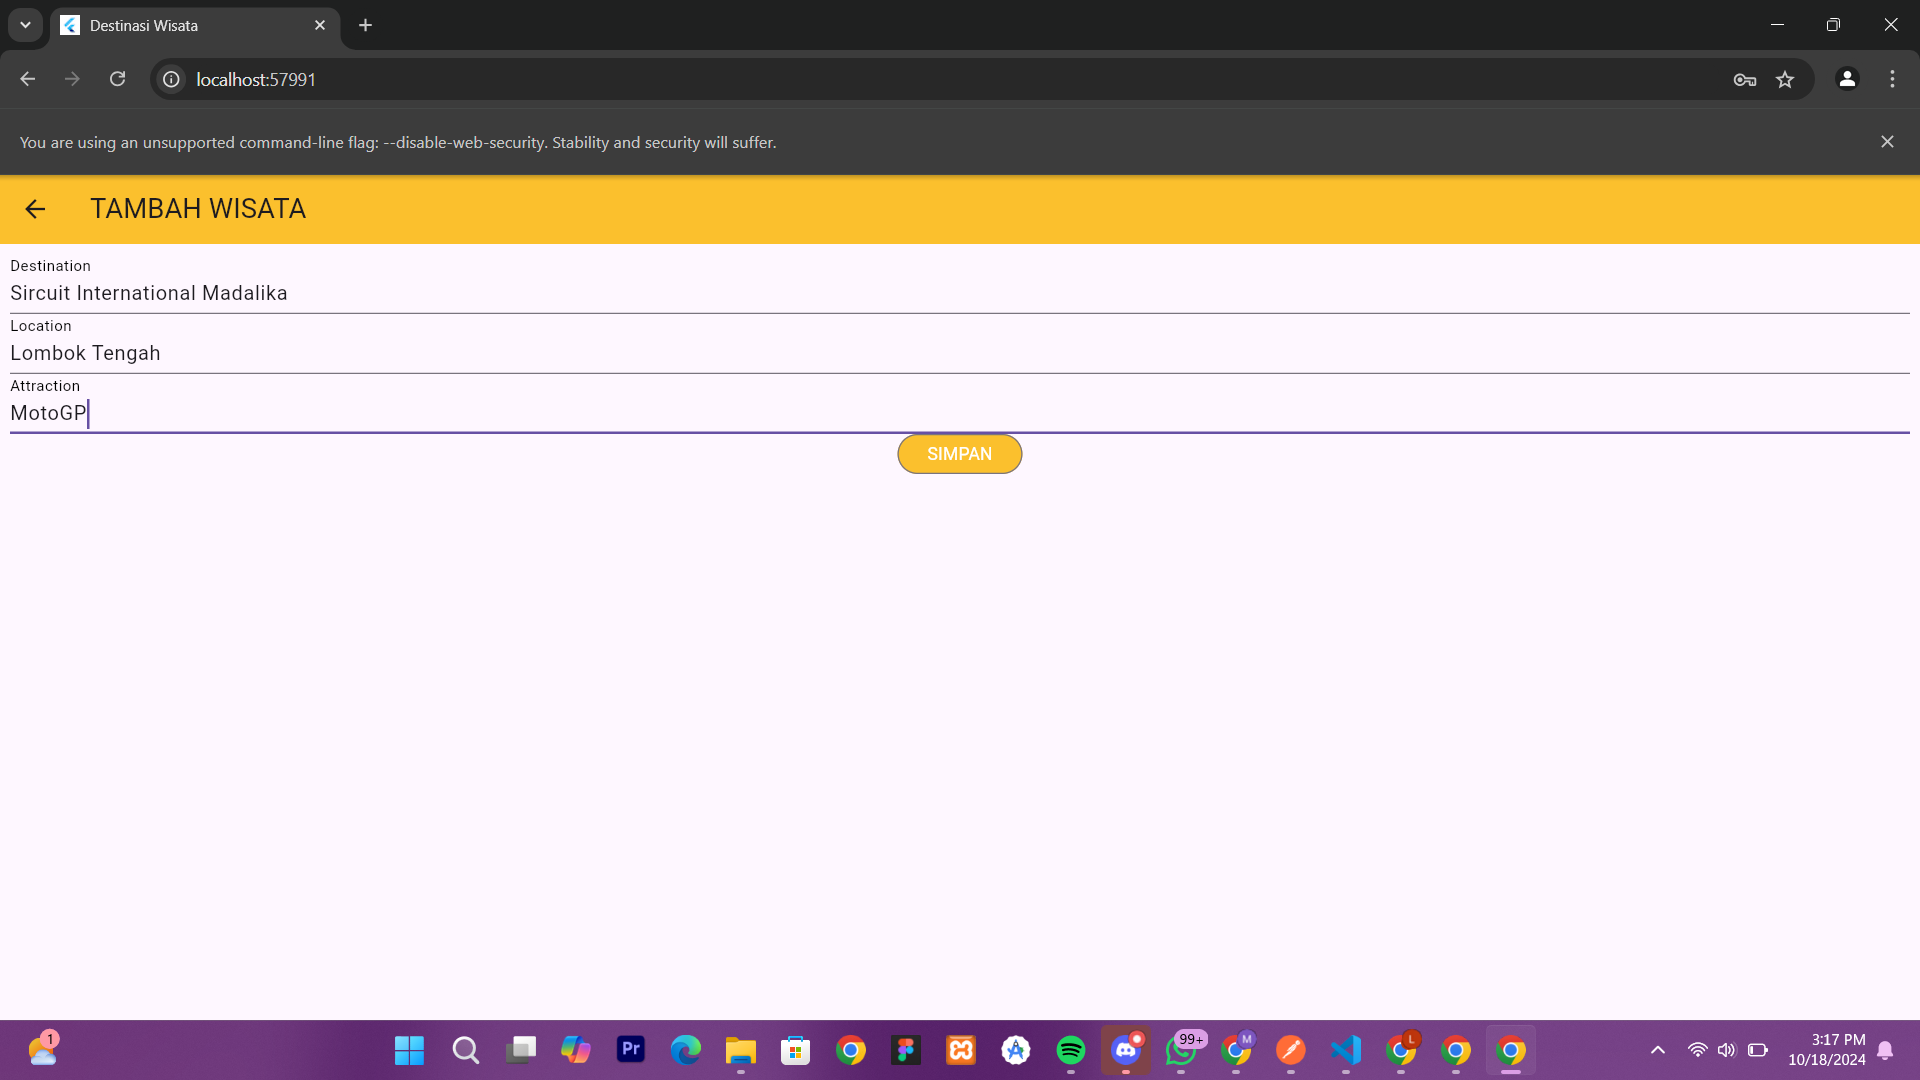 Destinasi Wisata
localhost:57991
You are using an unsupported command-line flag: --disable-web-security. Stability and security will suffer.
TAMBAH WISATA
Destination
Sircuit International Madalika
Location
Lombok Tengah
Attraction
MotoGP
SIMPAN
1
Pr
99+
M
L
3:17 PM
10/18/2024